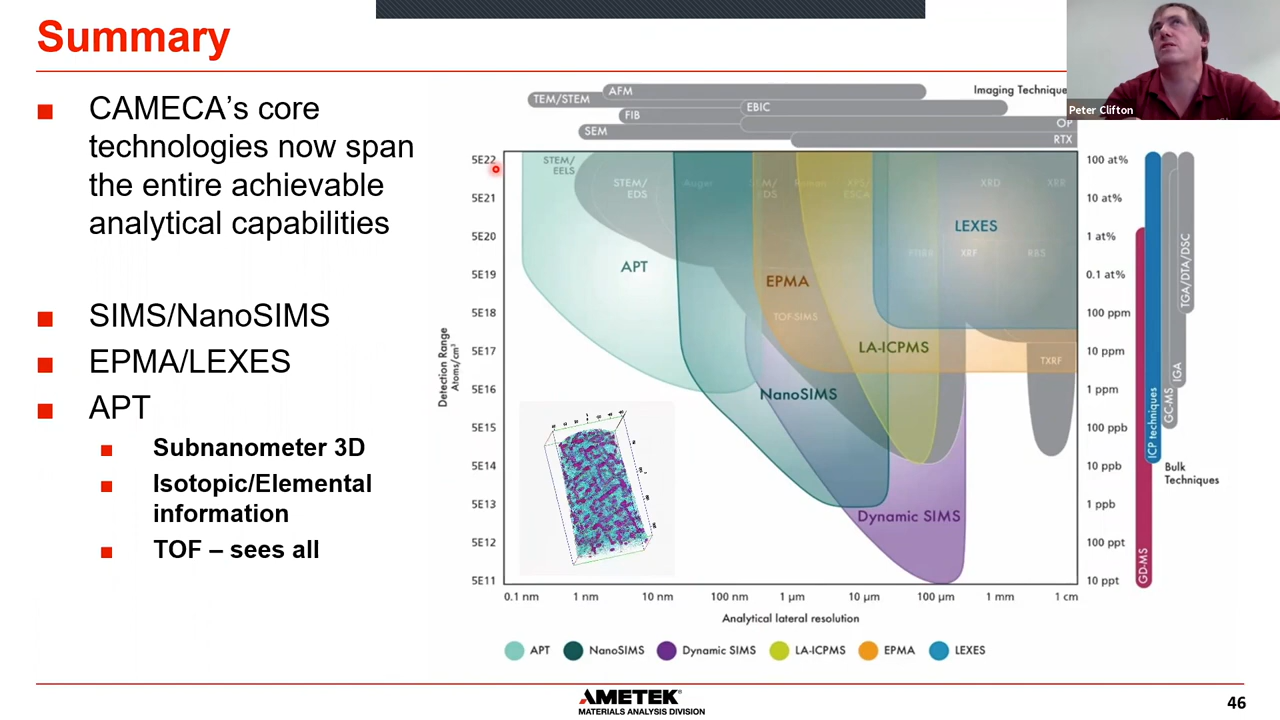 Summary
■ CAMECA's core
technologies now span
the entire achievable
analytical capabilities
■ SIMS/NanoSIMS
■ EPMA/LEXES
■ APT
■ Subnanometer 3D
■ Isotopic/Elemental
information
■ TOF – sees all
Peter Clifton
Imaging Technique
AFM
TEM/STEM
EBIC
FIB
OP
SEM
RTX
Detection Range
Atoms/cm³
5E22
5E21
5E20
5E19
5E18
5E17
5E16
5E15
5E14
5E13
5E12
5E11
STEM/
EELS
STEM/
EDS
Auger
Raman
XPS/
ESCA
XRD
XRR
LEXES
APT
FTIR
XRF
RBS
EPMA
TOF-SIMS
LA-ICPMS
TXRF
NanoSIMS
Dynamic SIMS
100 at%
10 at%
1 at%
0.1 at%
100 ppm
10 ppm
1 ppm
100 ppb
10 ppb
1 ppb
100 ppt
10 ppt
GD-MS
ICP techniques
GC-MS
IGA
TGA/DTA/DSC
Bulk
Techniques
0.1 nm 1 nm 10 nm 100 nm 1 µm 10 µm 100 µm 1 mm 1 cm
Analytical lateral resolution
APT NanoSIMS Dynamic SIMS LA-ICPMS EPMA LEXES
AMETEK®
MATERIALS ANALYSIS DIVISION
46